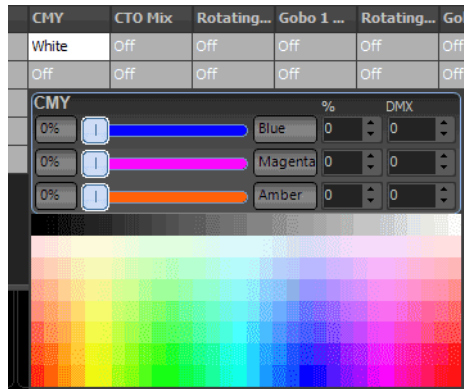 CMY CTO Mix Rotating... Gobo 1 ... Rotating... Go
White Off Off Off Off Off
Off Off Off Off Off Off
CMY % DMX
0% Blue 0 0
0% Magenta 0 0
0% Amber 0 0